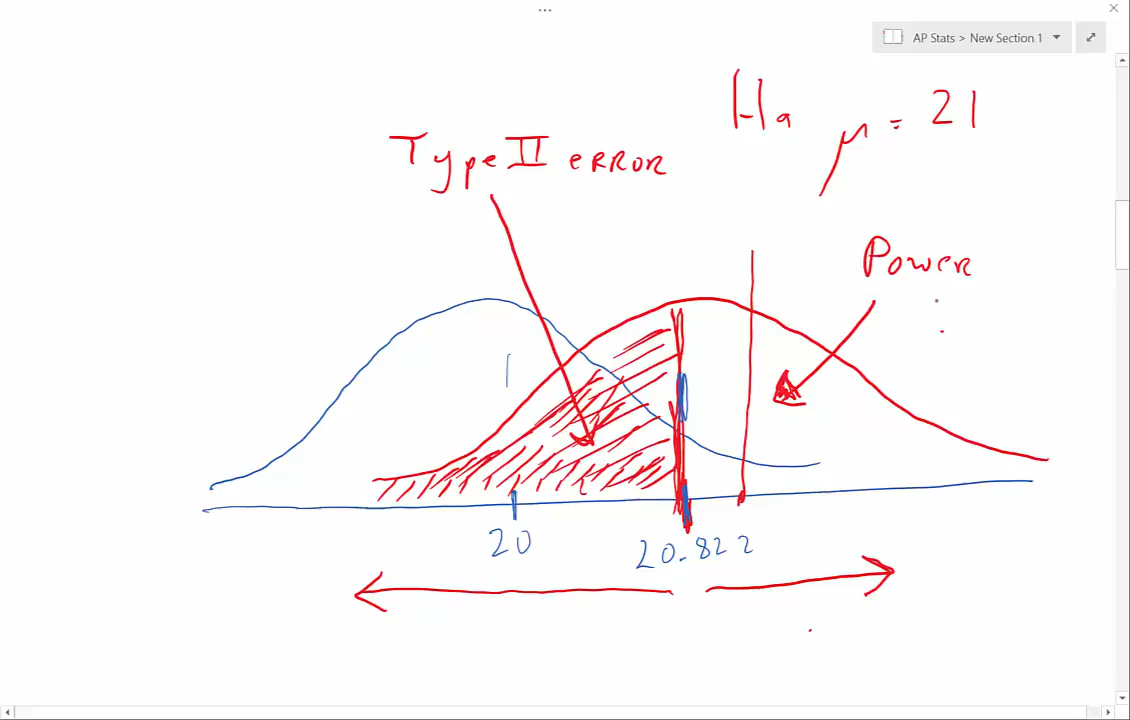 AP Stats > New Section 1
Ha μ = 21
Type II error
Power
20
20.822